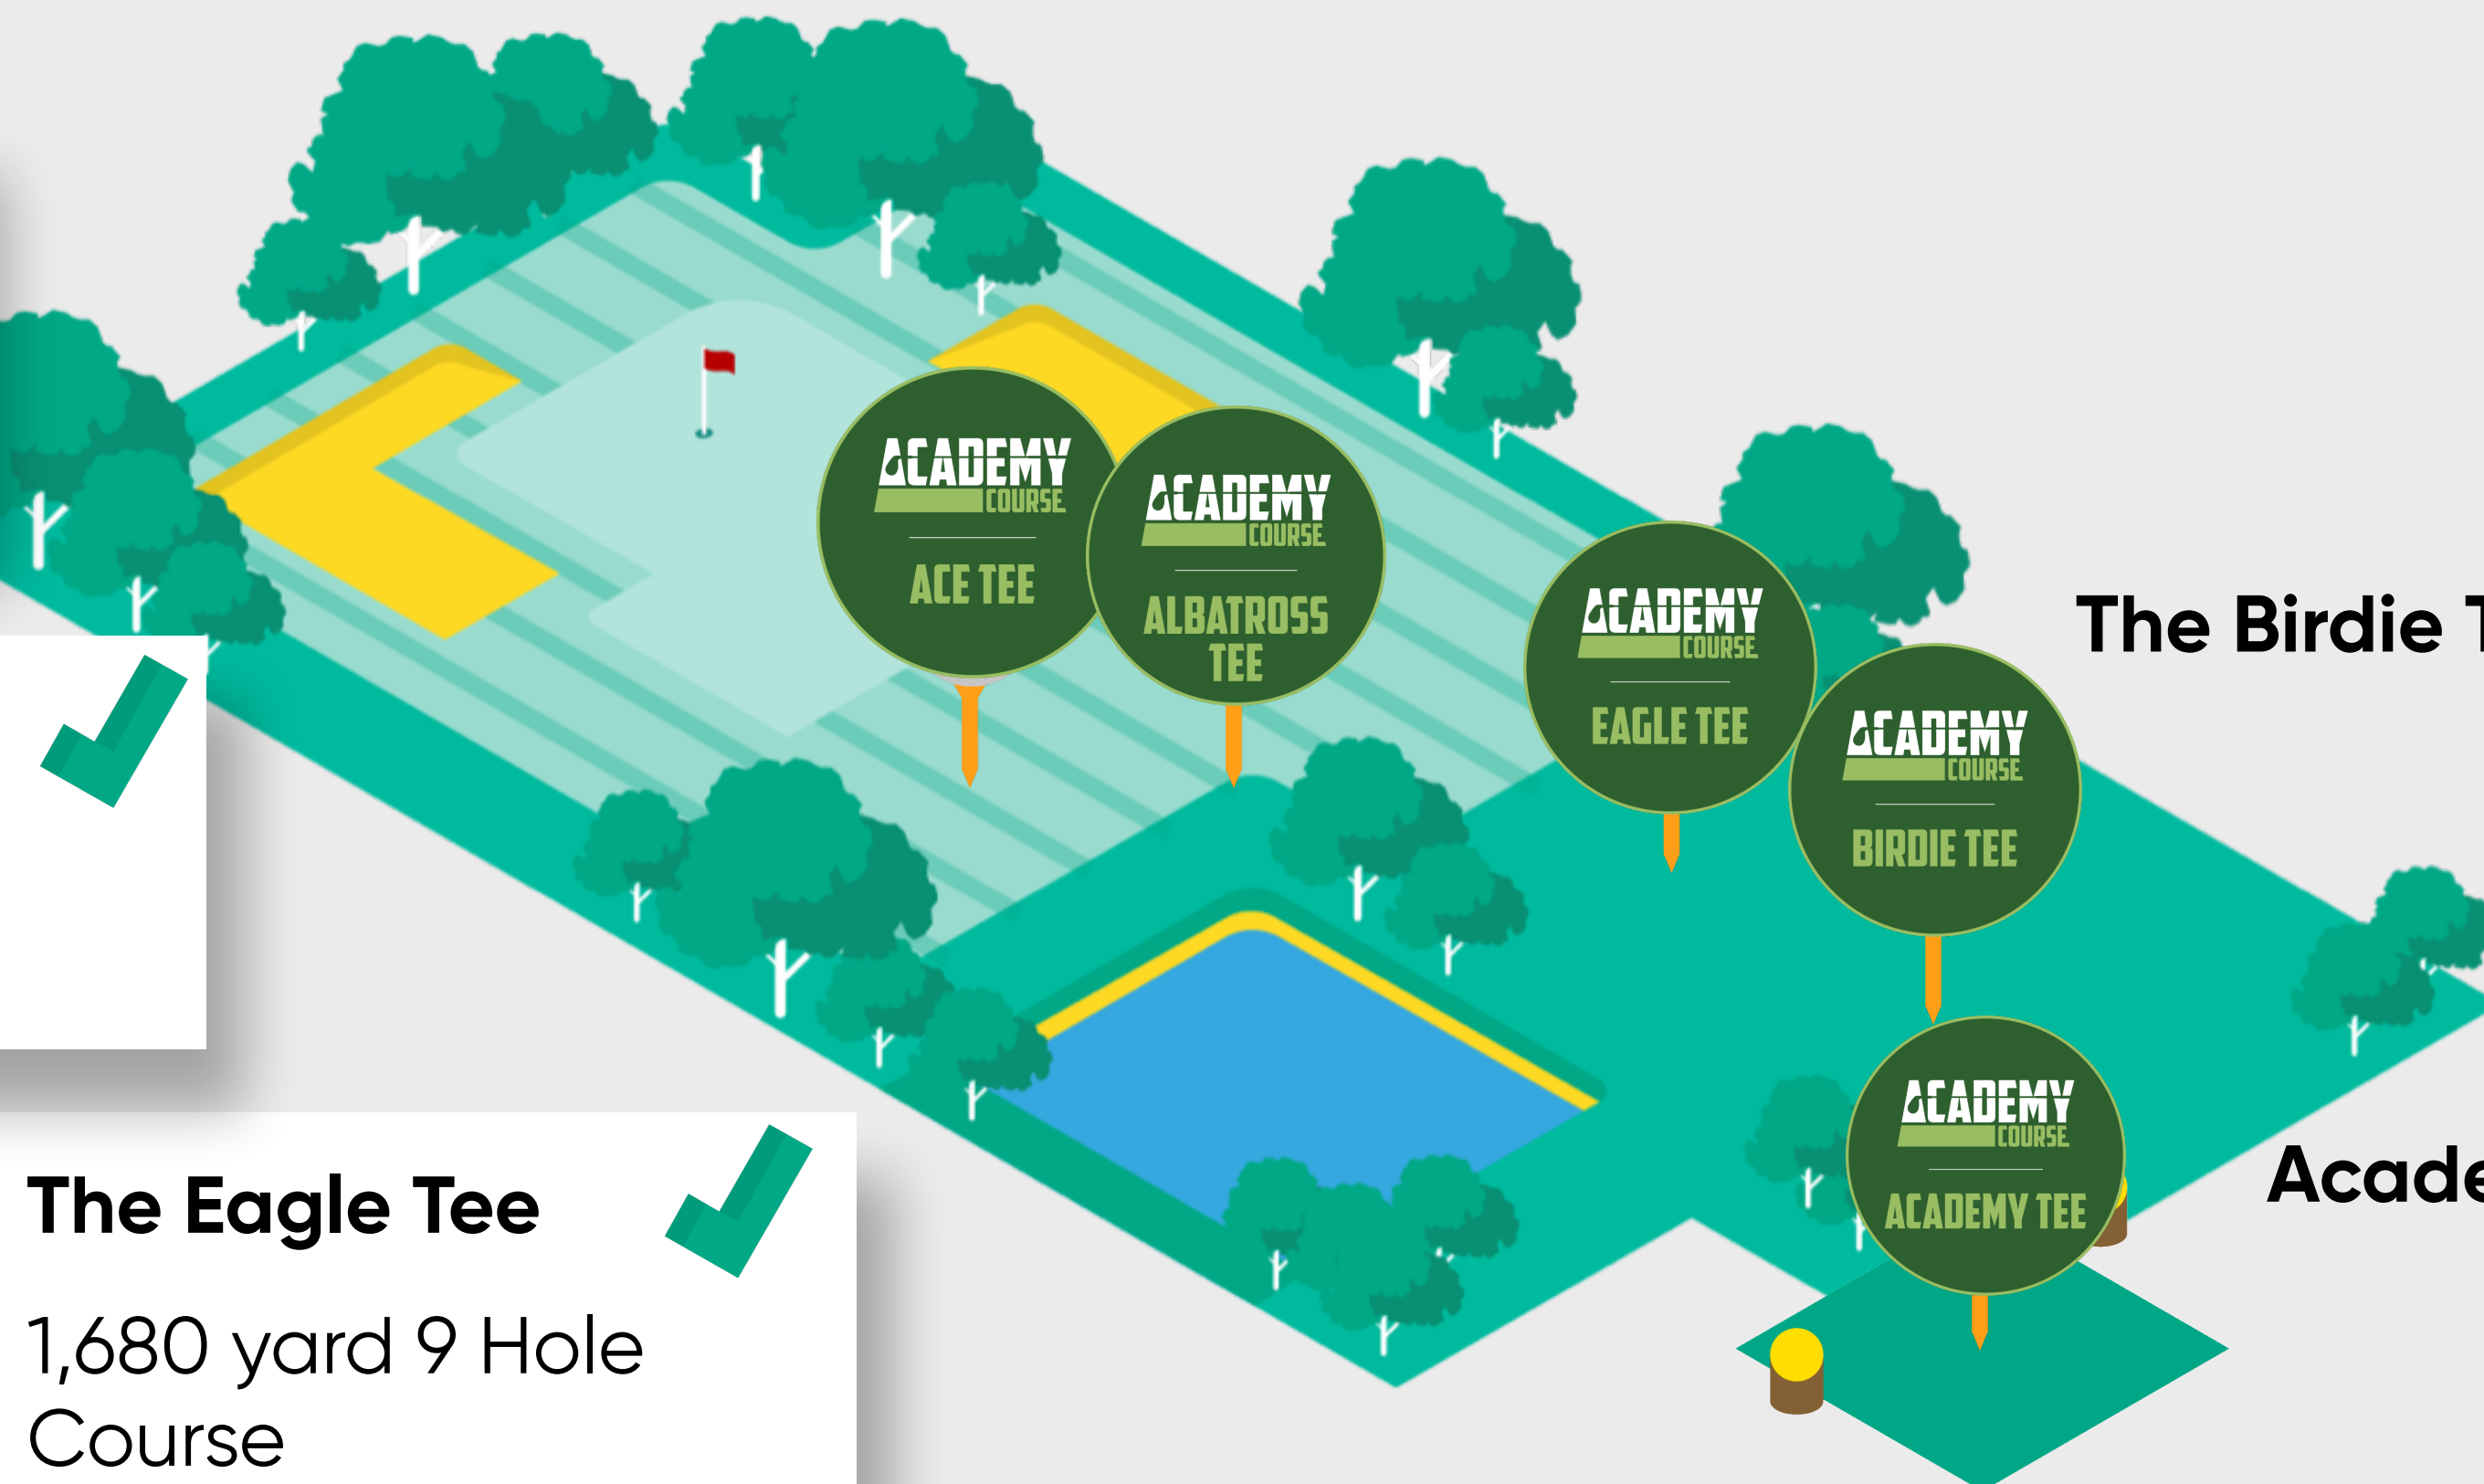 ACADEMY
COURSE
ACE TEE
ACADEMY
COURSE
ALBATROSS
TEE
ACADEMY
COURSE
EAGLE TEE
The Birdie
ACADEMY
COURSE
BIRDIE TEE
ACADEMY
COURSE
ACADEMY TEE
The Eagle Tee
1,680 yard 9 Hole
Course